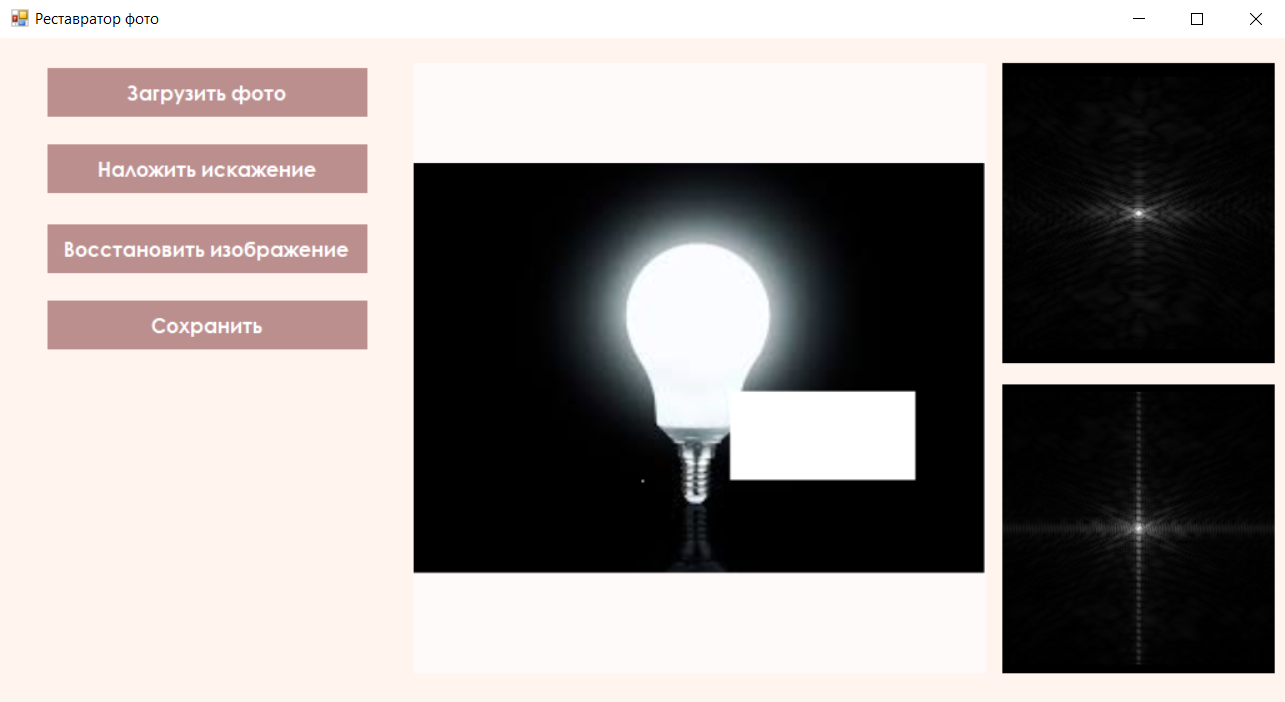 Реставратор фото
Загрузить фото
Наложить искажение
Восстановить изображение
Сохранить